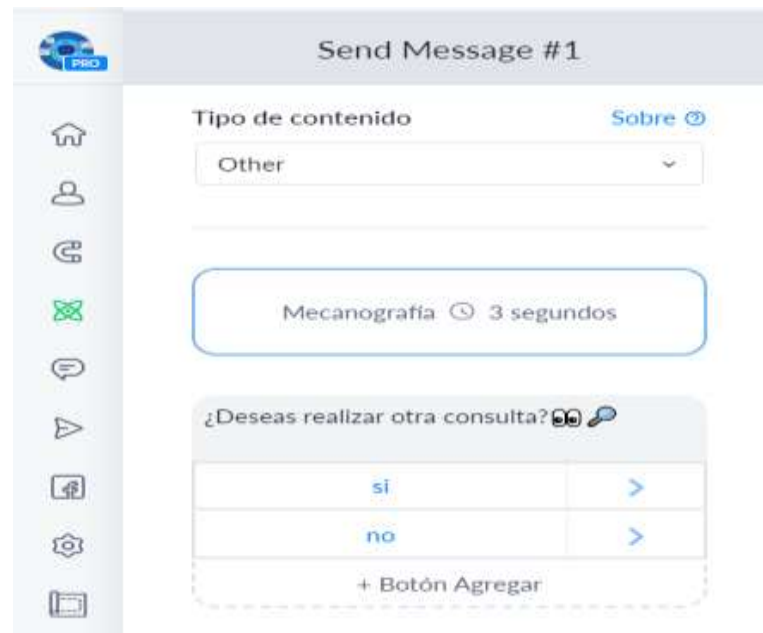 PRO
Send Message #1
Tipo de contenido
Sobre
Other
Mecanografía 3 segundos
¿Deseas realizar otra consulta?👀🔎
si
no
+ Botón Agregar